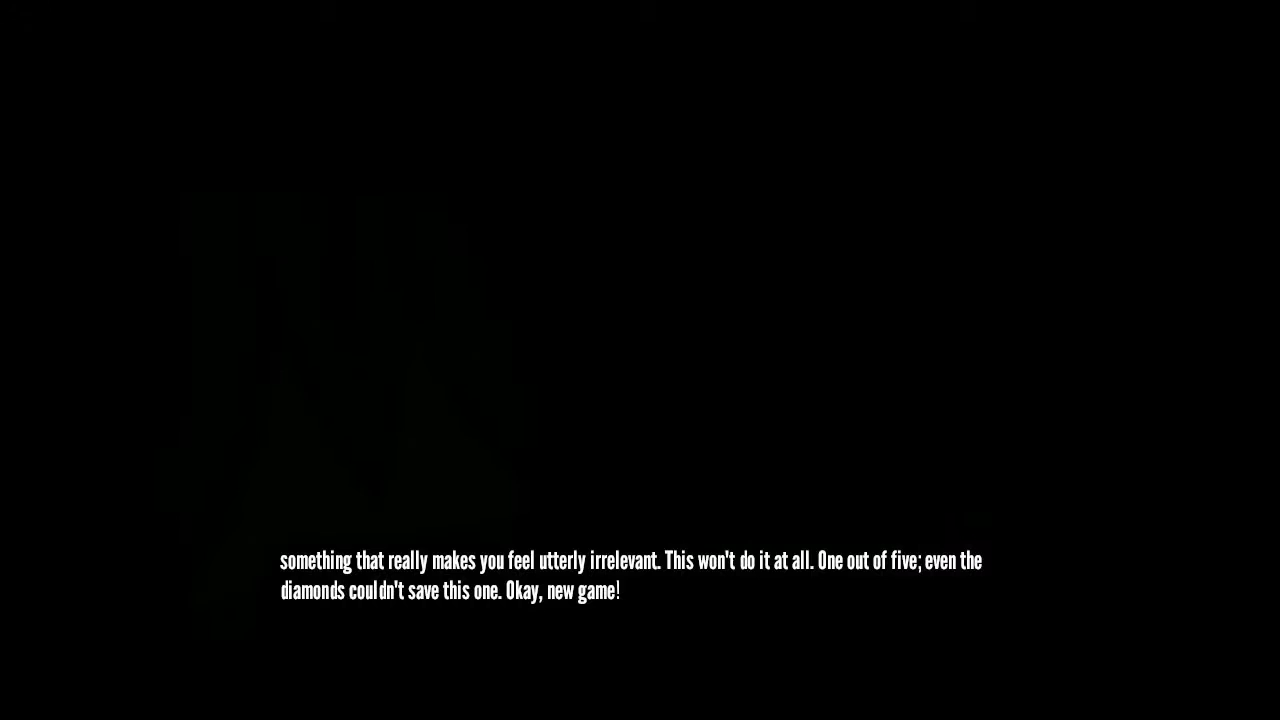 something that really makes you feel utterly irrelevant. This won't do it at all. One out of five; even the
diamonds couldn't save this one. Okay, new game!